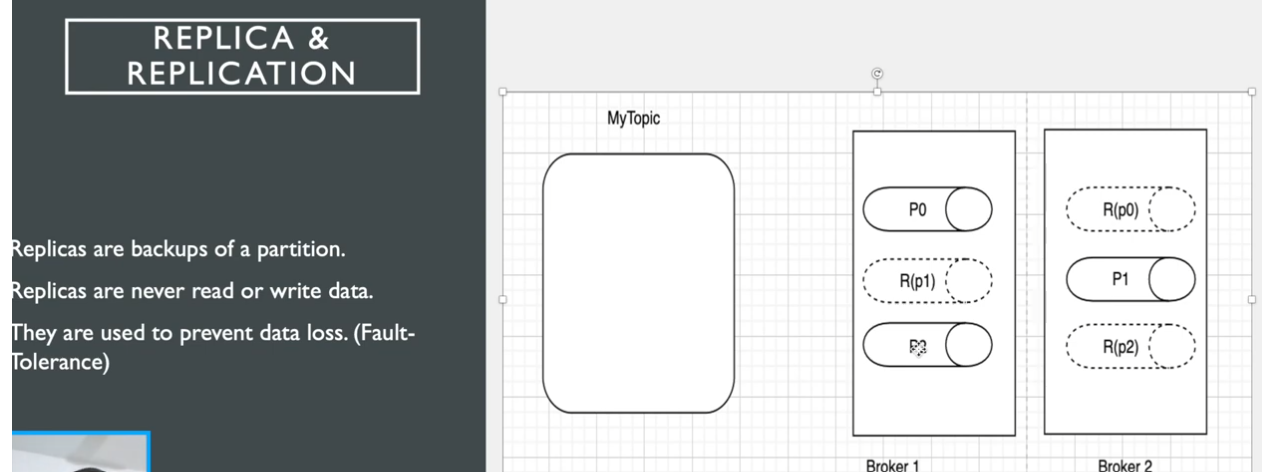 REPLICA &
REPLICATION
Replicas are backups of a partition.
Replicas are never read or write data.
They are used to prevent data loss. (Fault-
Tolerance)
MyTopic
P0
R(p0)
R(p1)
P1
R(p2)
Broker 1
Broker 2